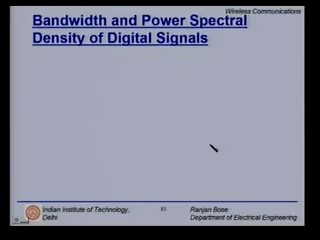 Wireless Communications
Bandwidth and Power Spectral
Density of Digital Signals
Indian Institute of Technology,
Delhi
Ranjan Bose
Department of Electrical Engineering